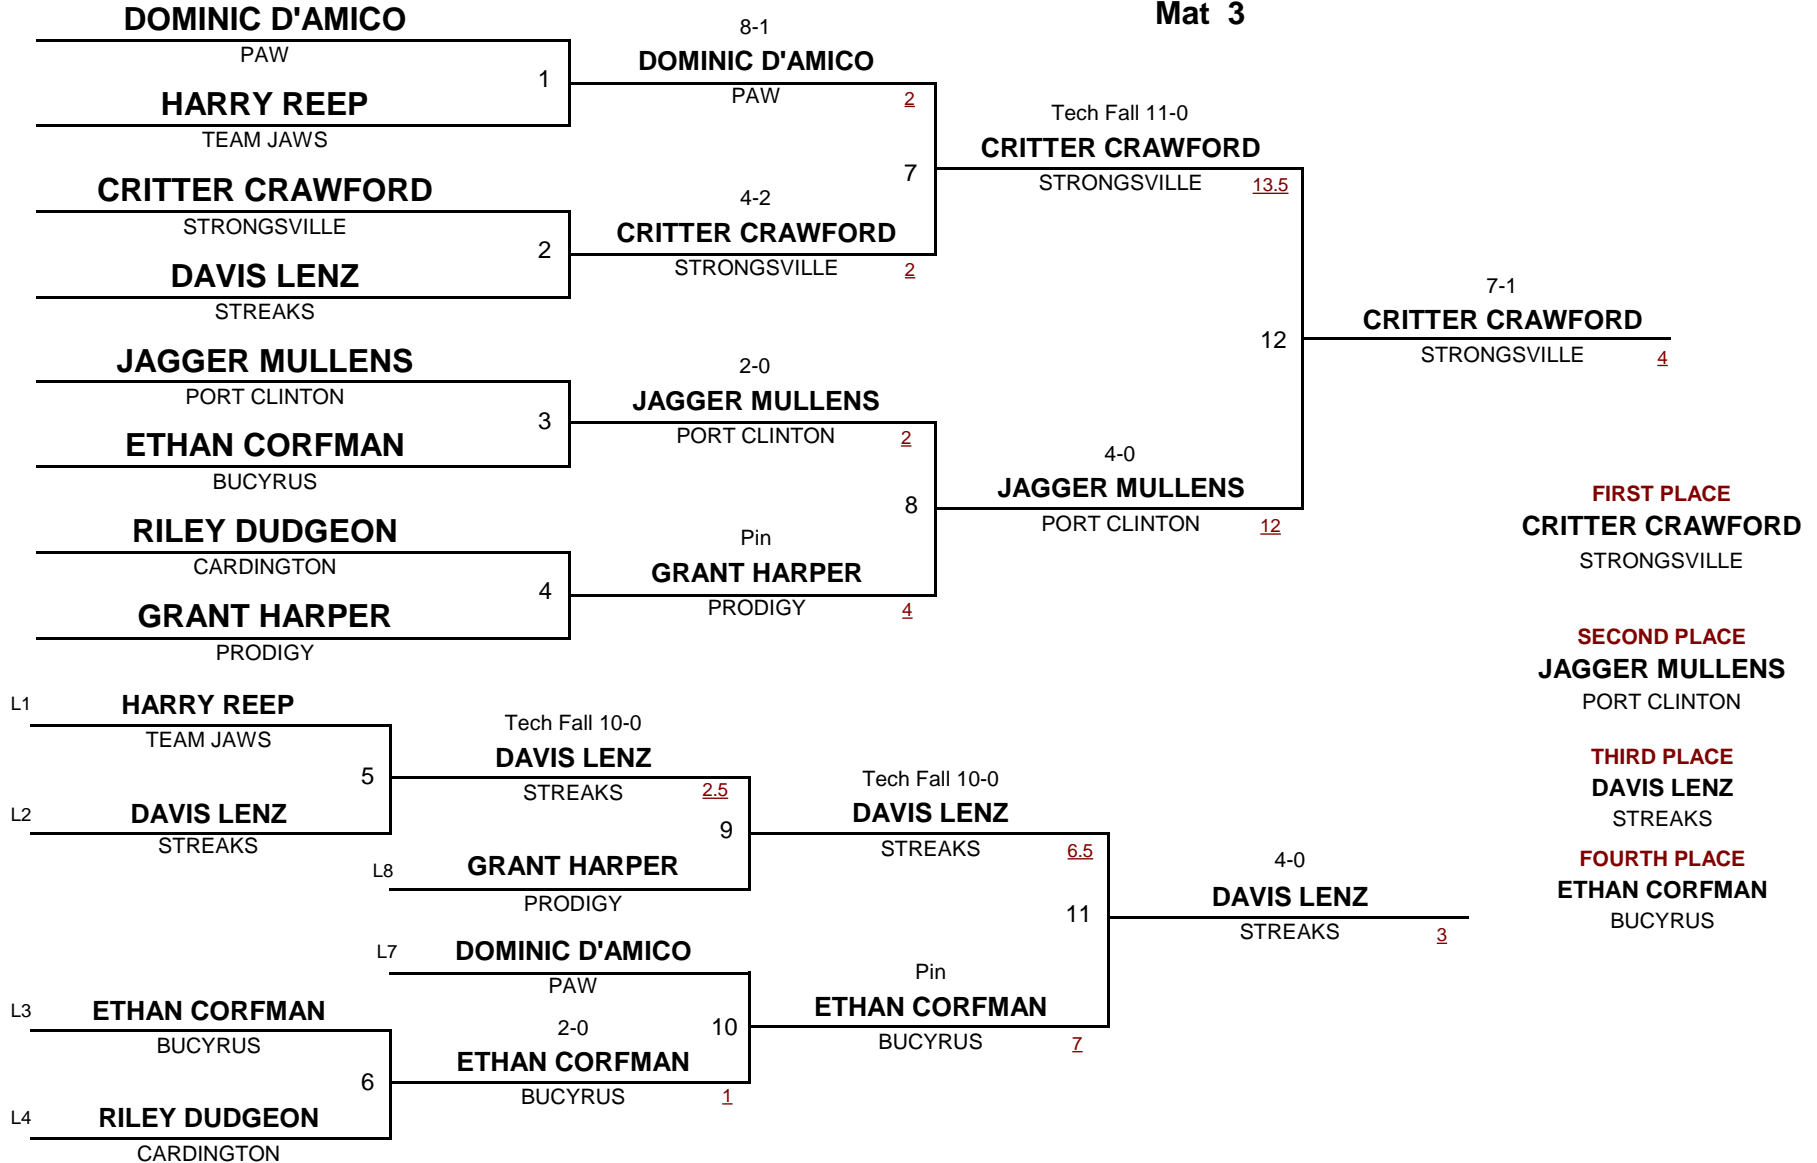 Mat 3
DOMINIC D'AMICO
PAW
1
HARRY REEP
TEAM JAWS
CRITTER CRAWFORD
STRONGSVILLE
2
DAVIS LENZ
STREAKS
JAGGER MULLENS
PORT CLINTON
3
ETHAN CORFMAN
BUCYRUS
RILEY DUDGEON
CARDINGTON
4
GRANT HARPER
PRODIGY
8-1
DOMINIC D'AMICO
PAW 2
7
4-2
CRITTER CRAWFORD
STRONGSVILLE 2
2-0
JAGGER MULLENS
PORT CLINTON 2
8
Pin
GRANT HARPER
PRODIGY 4
Tech Fall 11-0
CRITTER CRAWFORD
STRONGSVILLE 13.5
12
4-0
JAGGER MULLENS
PORT CLINTON 12
7-1
CRITTER CRAWFORD
STRONGSVILLE 4
FIRST PLACE
CRITTER CRAWFORD
STRONGSVILLE
SECOND PLACE
JAGGER MULLENS
PORT CLINTON
THIRD PLACE
DAVIS LENZ
STREAKS
FOURTH PLACE
ETHAN CORFMAN
BUCYRUS
L1 HARRY REEP
TEAM JAWS
5
L2 DAVIS LENZ
STREAKS
L3 ETHAN CORFMAN
BUCYRUS
6
L4 RILEY DUDGEON
CARDINGTON
Tech Fall 10-0
DAVIS LENZ
STREAKS 2.5
9
L8 GRANT HARPER
PRODIGY
L7 DOMINIC D'AMICO
PAW
10
2-0
ETHAN CORFMAN
BUCYRUS 1
Tech Fall 10-0
DAVIS LENZ
STREAKS 6.5
11
Pin
ETHAN CORFMAN
BUCYRUS 7
4-0
DAVIS LENZ
STREAKS 3